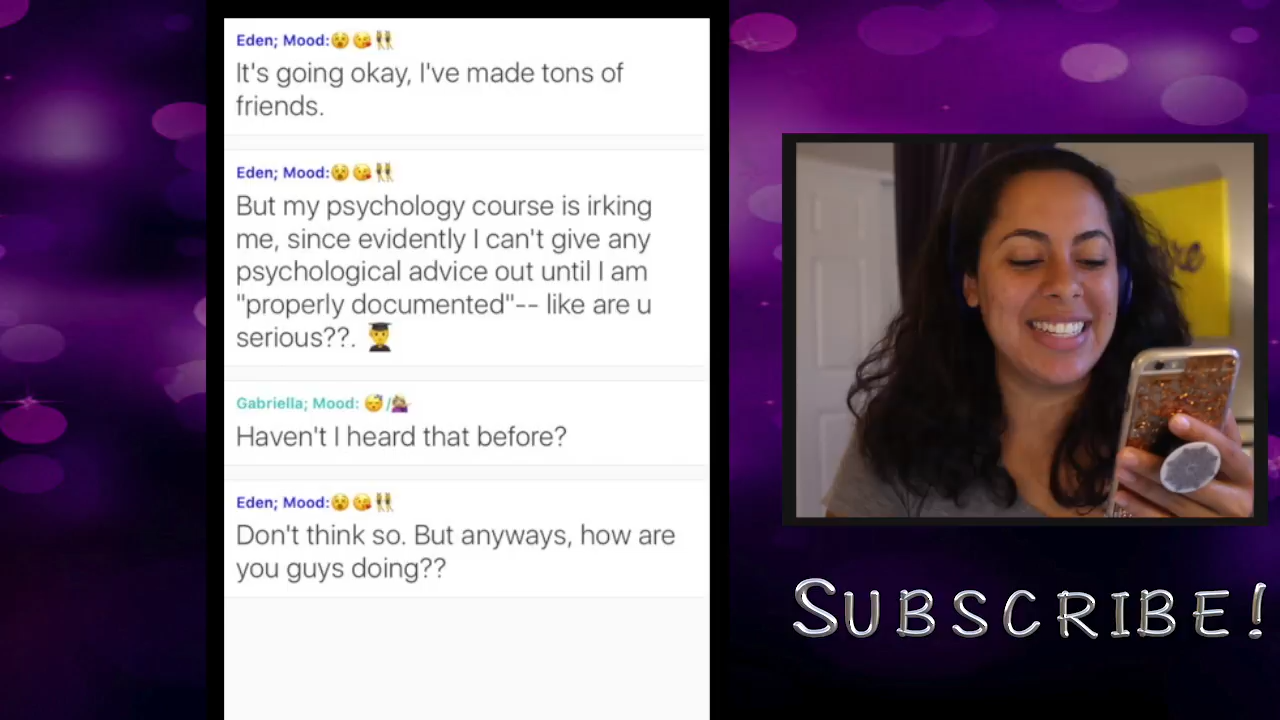 Eden; Mood:😵😘👯
It's going okay, I've made tons of
friends.
Eden; Mood:😵😘👯
But my psychology course is irking
me, since evidently I can't give any
psychological advice out until I am
"properly documented"-- like are u
serious??. 👨‍🎓
Gabriella; Mood: 😴/💁
Haven't I heard that before?
Eden; Mood:😵😘👯
Don't think so. But anyways, how are
you guys doing??
SUBSCRIBE!